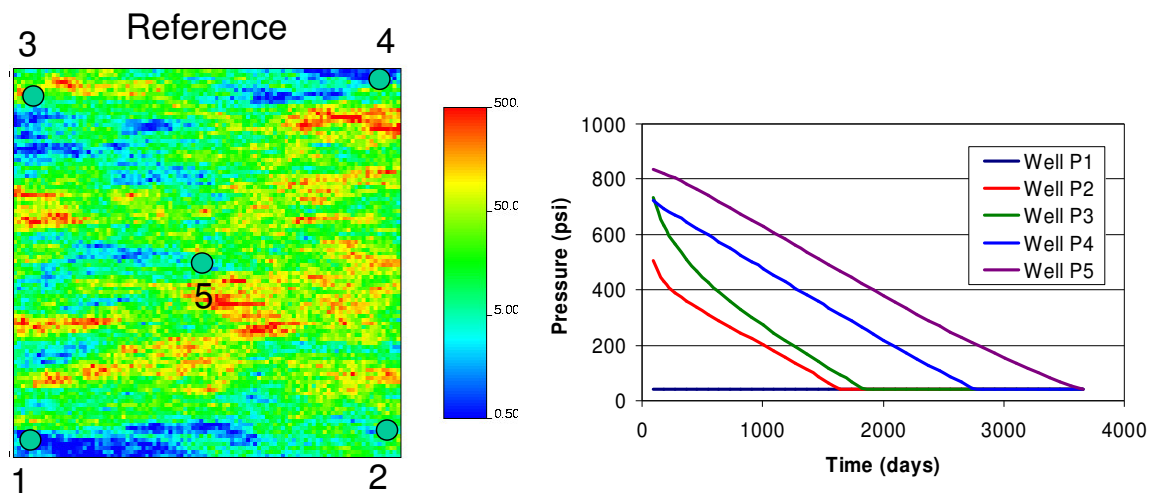 Reference
3
4
5
1
2
500.
50.0
5.00
0.50
1000
800
600
400
200
0
Pressure (psi)
0
1000
2000
3000
4000
Time (days)
Well P1
Well P2
Well P3
Well P4
Well P5